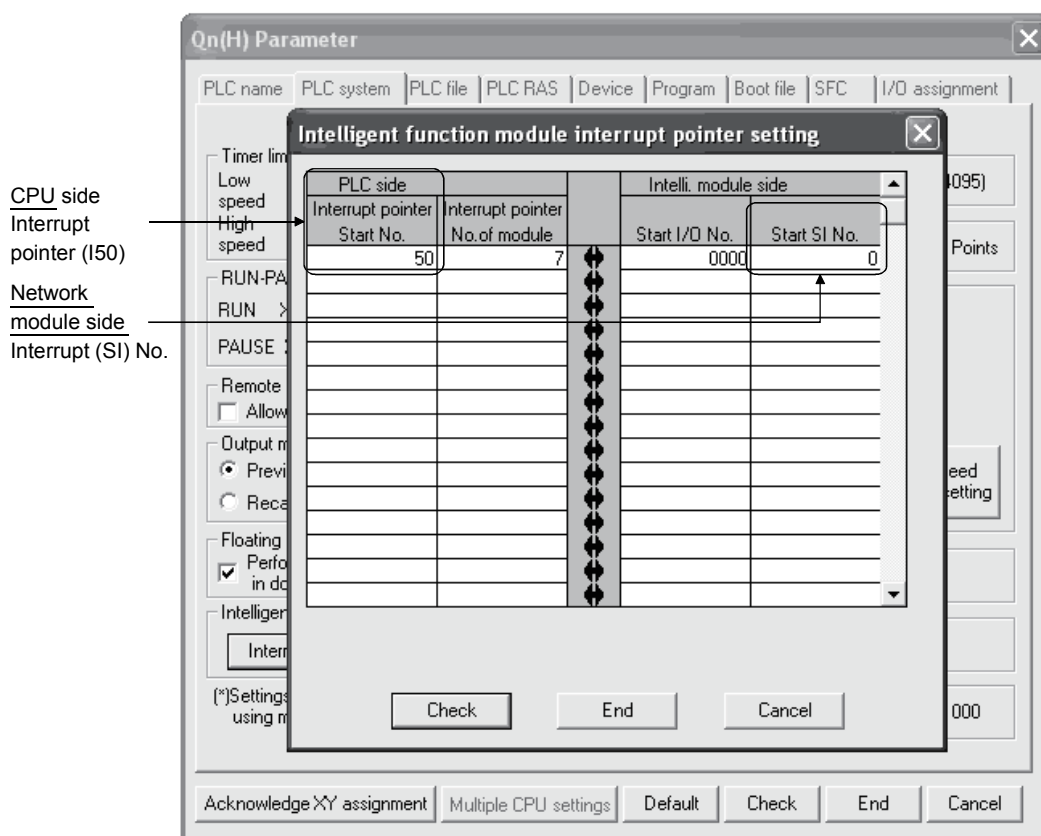 Qn(H) Parameter
PLC name PLC system PLC file PLC RAS Device Program Boot file SFC I/O assignment
Intelligent function module interrupt pointer setting
CPU side
Interrupt
pointer (I50)
Network
module side
Interrupt (SI) No.
Timer lim
Low
speed
High
speed
RUN-PA
RUN
PAUSE
Remote
Allow
Output m
Previ
Reca
Floating
Perfo
in do
Intelliger
Interr
(*)Settings
using m
PLC side Intelli. module side
Interrupt pointer Interrupt pointer
Start No. No.of module Start I/O No. Start SI No.
50 7 0000 0
Check End Cancel
4095)
Points
eed
etting
000
Acknowledge XY assignment Multiple CPU settings Default Check End Cancel